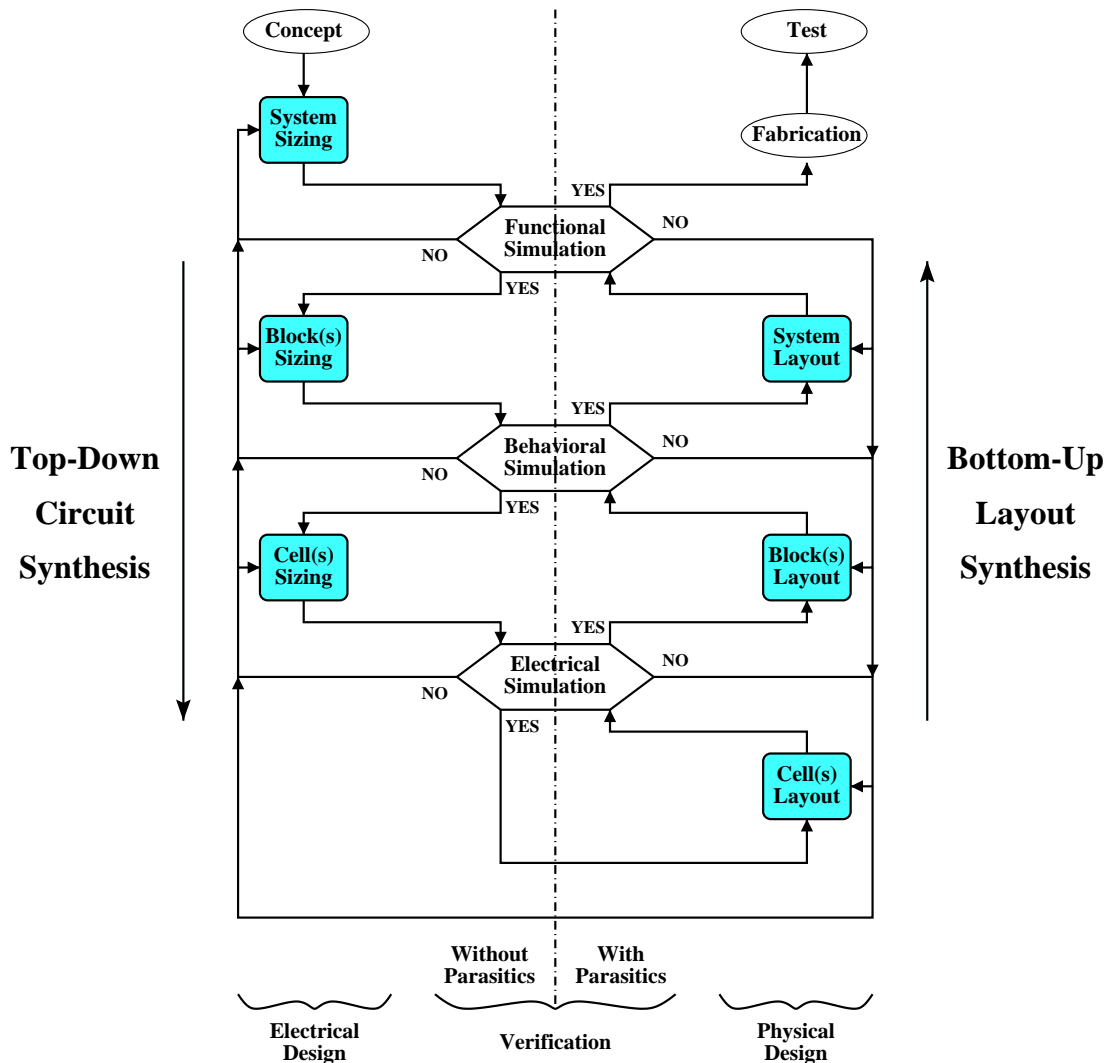 Concept
Test
System
Sizing
Fabrication
YES
Functional
Simulation
NO
NO
YES
Block(s)
Sizing
System
Layout
YES
Behavioral
Simulation
NO
NO
YES
Top-Down
Circuit
Synthesis
Bottom-Up
Layout
Synthesis
Cell(s)
Sizing
Block(s)
Layout
YES
Electrical
Simulation
NO
NO
YES
Cell(s)
Layout
Without
Parasitics
With
Parasitics
Electrical
Design
Verification
Physical
Design